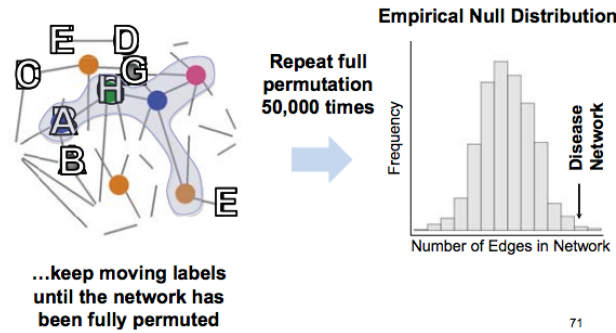 E D
O G
H
A
B
E
…keep moving labels
until the network has
been fully permuted
Repeat full
permutation
50,000 times
Empirical Null Distribution
Frequency
Disease
Network
Number of Edges in Network
71